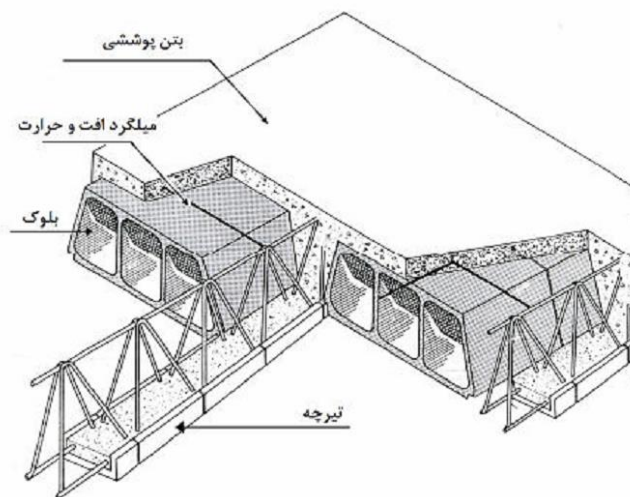 بتن پوششی
میلگرد افت و حرارت
بلوک
تیرچه